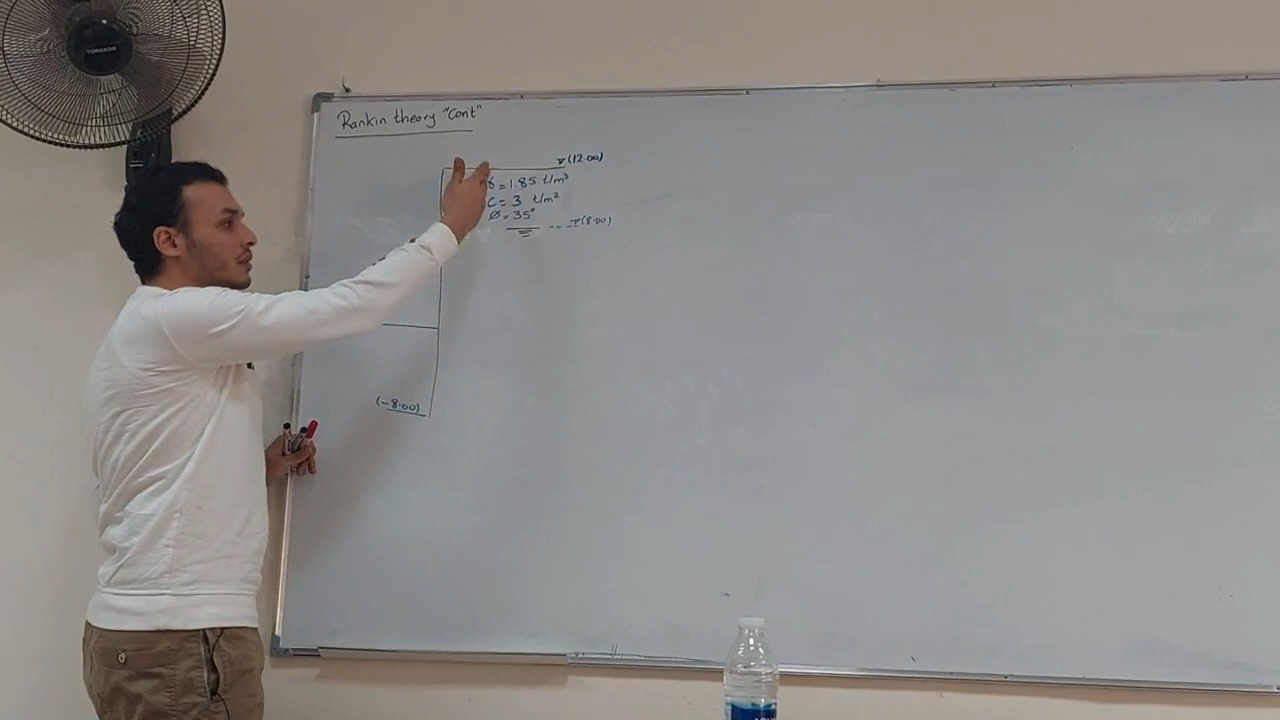 TORNADO
Rankin theory "Cont"
(12.00)
γ = 1.85 t/m³
C = 3 t/m²
Ø = 35°
(8.00)
(-8.00)